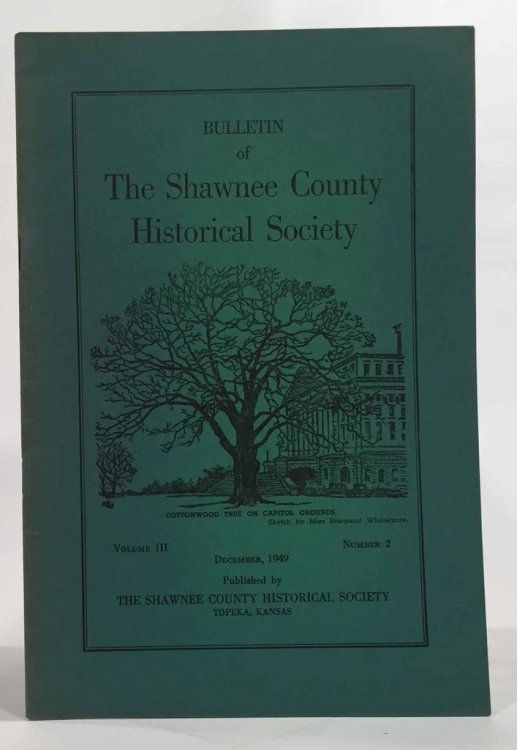 BULLETIN
of
The Shawnee County
Historical Society
COTTONWOOD TREE ON CAPITOL GROUNDS
Sketch by Miss Margaret Whittemore.
VOLUME III
NUMBER 2
DECEMBER, 1949
Published by
THE SHAWNEE COUNTY HISTORICAL SOCIETY
TOPEKA, KANSAS